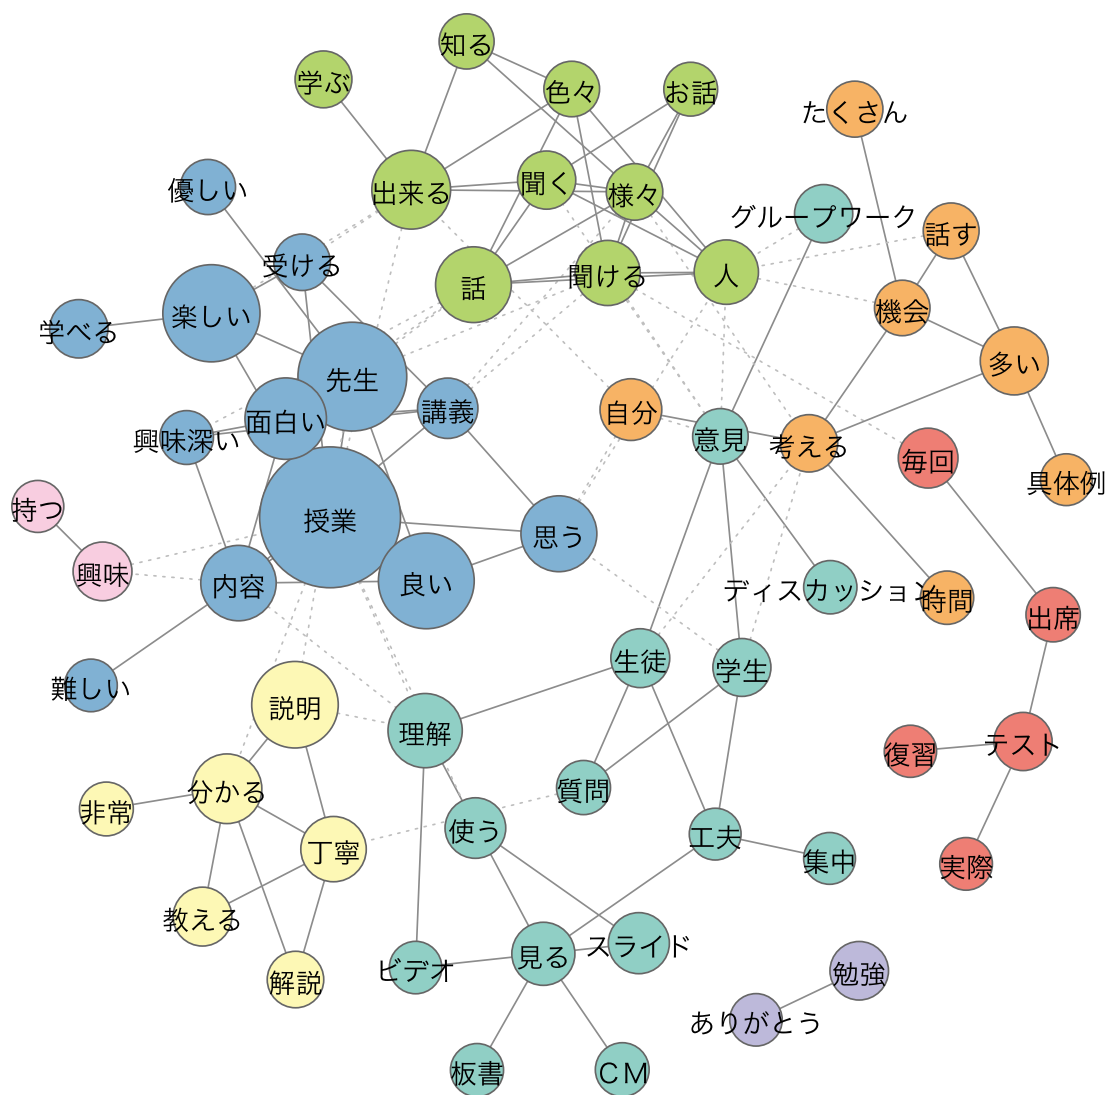 知る
学ぶ
色々
お話
たくさん
出来る
聞く
様々
優しい
グループワーク
話す
受ける
話
聞ける
人
機会
楽しい
学べる
先生
多い
面白い
講義
自分
興味深い
意見
考える
毎回
具体例
持つ
授業
思う
興味
内容
良い
ディスカッション
時間
出席
難しい
生徒
学生
説明
理解
テスト
復習
分かる
質問
非常
使う
丁寧
工夫
集中
実際
教える
スライド
見る
ビデオ
解説
勉強
ありがとう
板書
ＣＭ